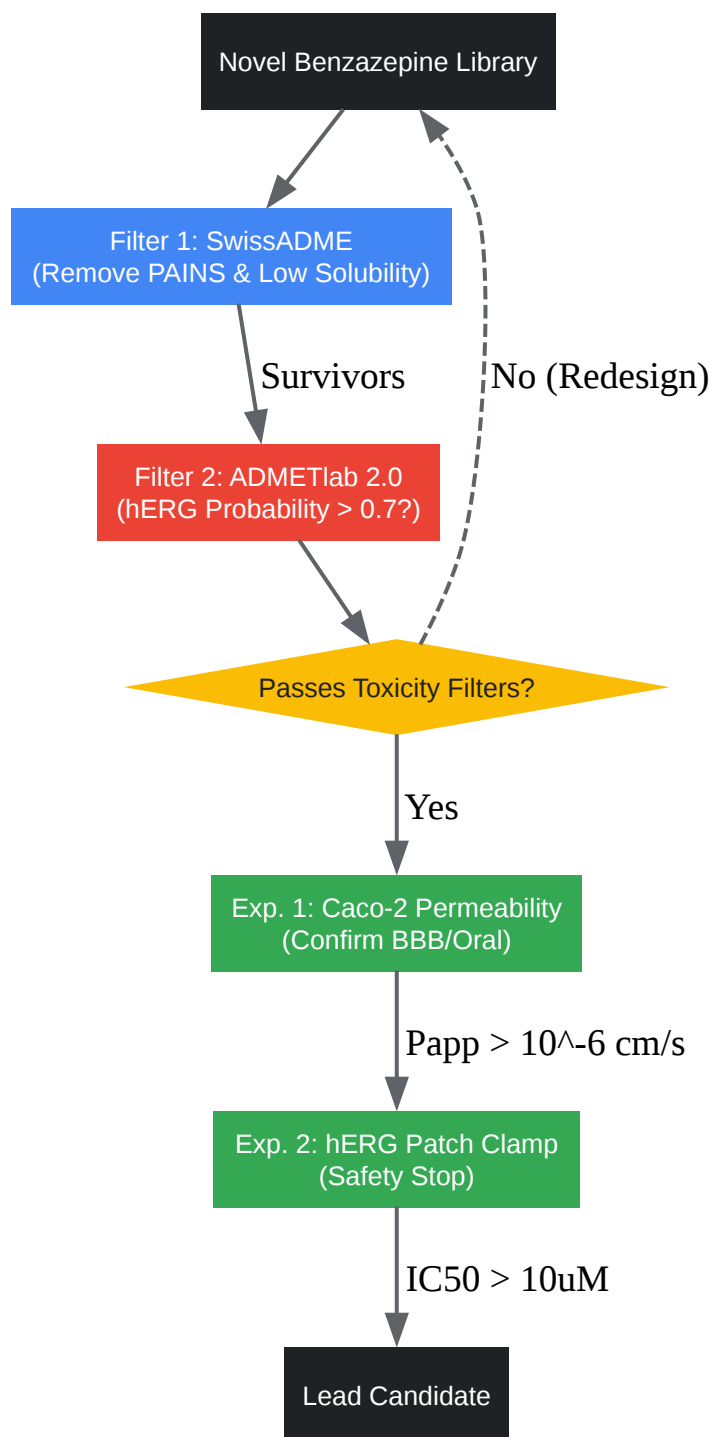 Novel Benzazepine Library
Filter 1: SwissADME
(Remove PAINS & Low Solubility)
Survivors
No (Redesign)
Filter 2: ADMETlab 2.0
(hERG Probability > 0.7?)
Passes Toxicity Filters?
Yes
Exp. 1: Caco-2 Permeability
(Confirm BBB/Oral)
Papp > 10^-6 cm/s
Exp. 2: hERG Patch Clamp
(Safety Stop)
IC50 > 10uM
Lead Candidate